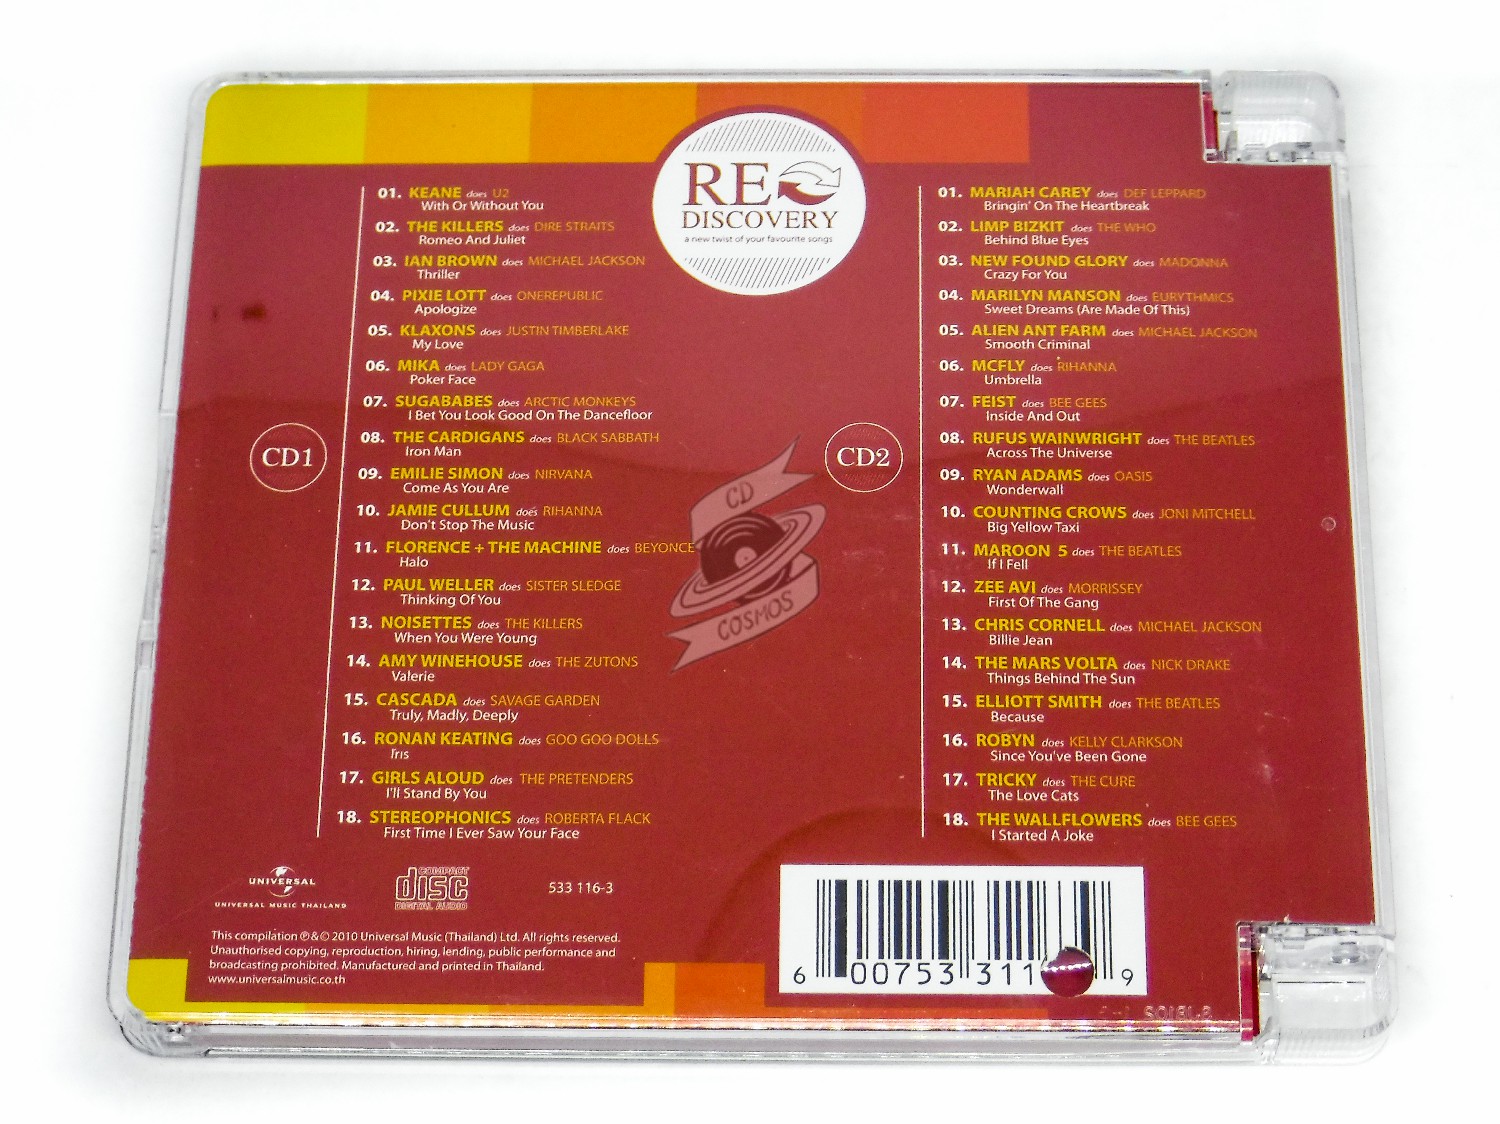 RE
DISCOVERY
a new twist of your favourite songs
CD1
01. KEANE does U2
With Or Without You
02. THE KILLERS does DIRE STRAITS
Romeo And Juliet
03. IAN BROWN does MICHAEL JACKSON
Thriller
04. PIXIE LOTT does ONEREPUBLIC
Apologize
05. KLAXONS does JUSTIN TIMBERLAKE
My Love
06. MIKA does LADY GAGA
Poker Face
07. SUGABABES does ARCTIC MONKEYS
I Bet You Look Good On The Dancefloor
08. THE CARDIGANS does BLACK SABBATH
Iron Man
09. EMILIE SIMON does NIRVANA
Come As You Are
10. JAMIE CULLUM does RIHANNA
Don't Stop The Music
11. FLORENCE + THE MACHINE does BEYONCE
Halo
12. PAUL WELLER does SISTER SLEDGE
Thinking Of You
13. NOISETTES does THE KILLERS
When You Were Young
14. AMY WINEHOUSE does THE ZUTONS
Valerie
15. CASCADA does SAVAGE GARDEN
Truly, Madly, Deeply
16. RONAN KEATING does GOO GOO DOLLS
Iris
17. GIRLS ALOUD does THE PRETENDERS
I'll Stand By You
18. STEREOPHONICS does ROBERTA FLACK
First Time I Ever Saw Your Face
CD2
01. MARIAH CAREY does DEF LEPPARD
Bringin' On The Heartbreak
02. LIMP BIZKIT does THE WHO
Behind Blue Eyes
03. NEW FOUND GLORY does MADONNA
Crazy For You
04. MARILYN MANSON does EURYTHMICS
Sweet Dreams (Are Made Of This)
05. ALIEN ANT FARM does MICHAEL JACKSON
Smooth Criminal
06. MCFLY does RIHANNA
Umbrella
07. FEIST does BEE GEES
Inside And Out
08. RUFUS WAINWRIGHT does THE BEATLES
Across The Universe
09. RYAN ADAMS does OASIS
Wonderwall
10. COUNTING CROWS does JONI MITCHELL
Big Yellow Taxi
11. MAROON 5 does THE BEATLES
If I Fell
12. ZEE AVI does MORRISSEY
First Of The Gang
13. CHRIS CORNELL does MICHAEL JACKSON
Billie Jean
14. THE MARS VOLTA does NICK DRAKE
Things Behind The Sun
15. ELLIOTT SMITH does THE BEATLES
Because
16. ROBYN does KELLY CLARKSON
Since You've Been Gone
17. TRICKY does THE CURE
The Love Cats
18. THE WALLFLOWERS does BEE GEES
I Started A Joke
CD
COSMOS
UNIVERSAL
UNIVERSAL MUSIC THAILAND
COMPACT
disc
DIGITAL AUDIO
533 116-3
This compilation ℗&© 2010 Universal Music (Thailand) Ltd. All rights reserved.
Unauthorised copying, reproduction, hiring, lending, public performance and
broadcasting prohibited. Manufactured and printed in Thailand.
www.universalmusic.co.th
6 00753 311 9